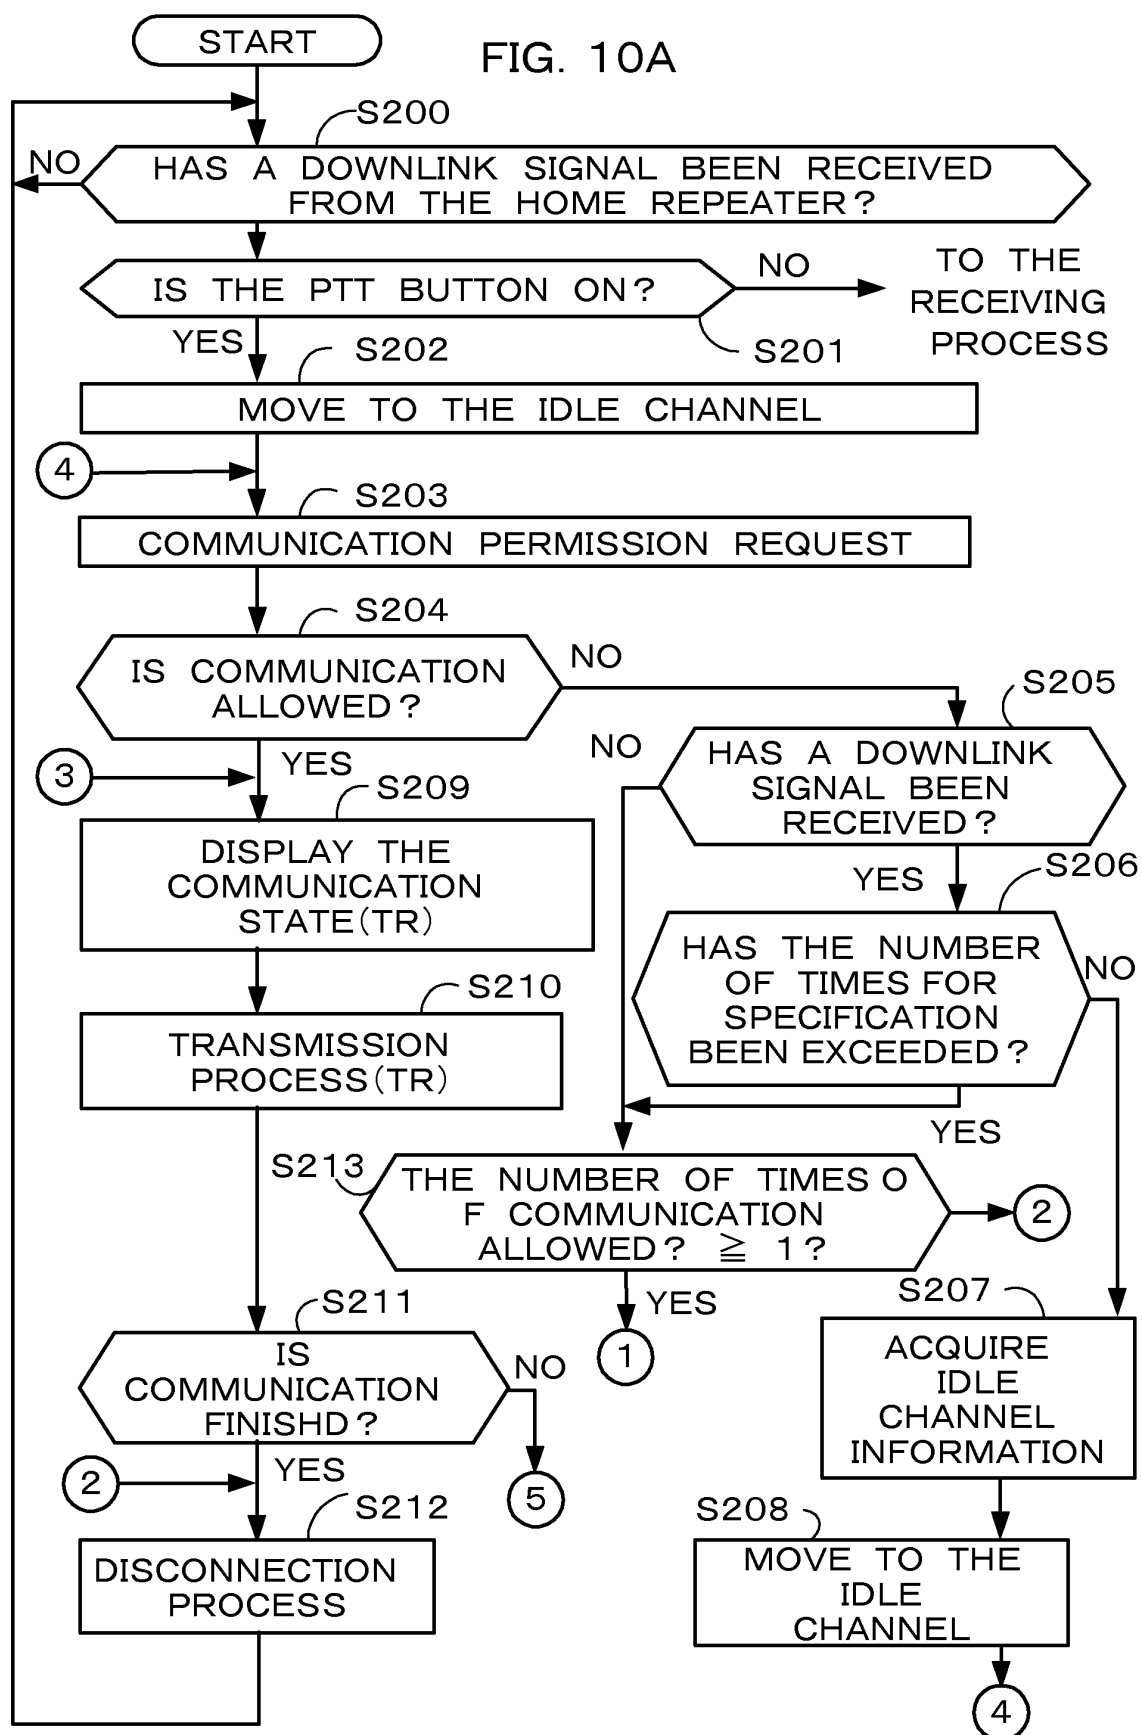 START
FIG. 10A
S200
NO
HAS A DOWNLINK SIGNAL BEEN RECEIVED
FROM THE HOME REPEATER?
IS THE PTT BUTTON ON?
NO
TO THE
RECEIVING
PROCESS
YES
S201
S202
MOVE TO THE IDLE CHANNEL
4
S203
COMMUNICATION PERMISSION REQUEST
S204
IS COMMUNICATION
ALLOWED?
NO
S205
NO
HAS A DOWNLINK
SIGNAL BEEN
RECEIVED?
YES
3
YES
S209
DISPLAY THE
COMMUNICATION
STATE(TR)
S206
HAS THE NUMBER
OF TIMES FOR
SPECIFICATION
BEEN EXCEEDED?
NO
YES
S210
TRANSMISSION
PROCESS(TR)
S213
THE NUMBER OF TIMES O
F COMMUNICATION
ALLOWED? ≧ 1?
2
YES
1
S207
ACQUIRE
IDLE
CHANNEL
INFORMATION
S211
IS
COMMUNICATION
FINISHD?
NO
5
2
YES
S212
DISCONNECTION
PROCESS
S208
MOVE TO THE
IDLE
CHANNEL
4